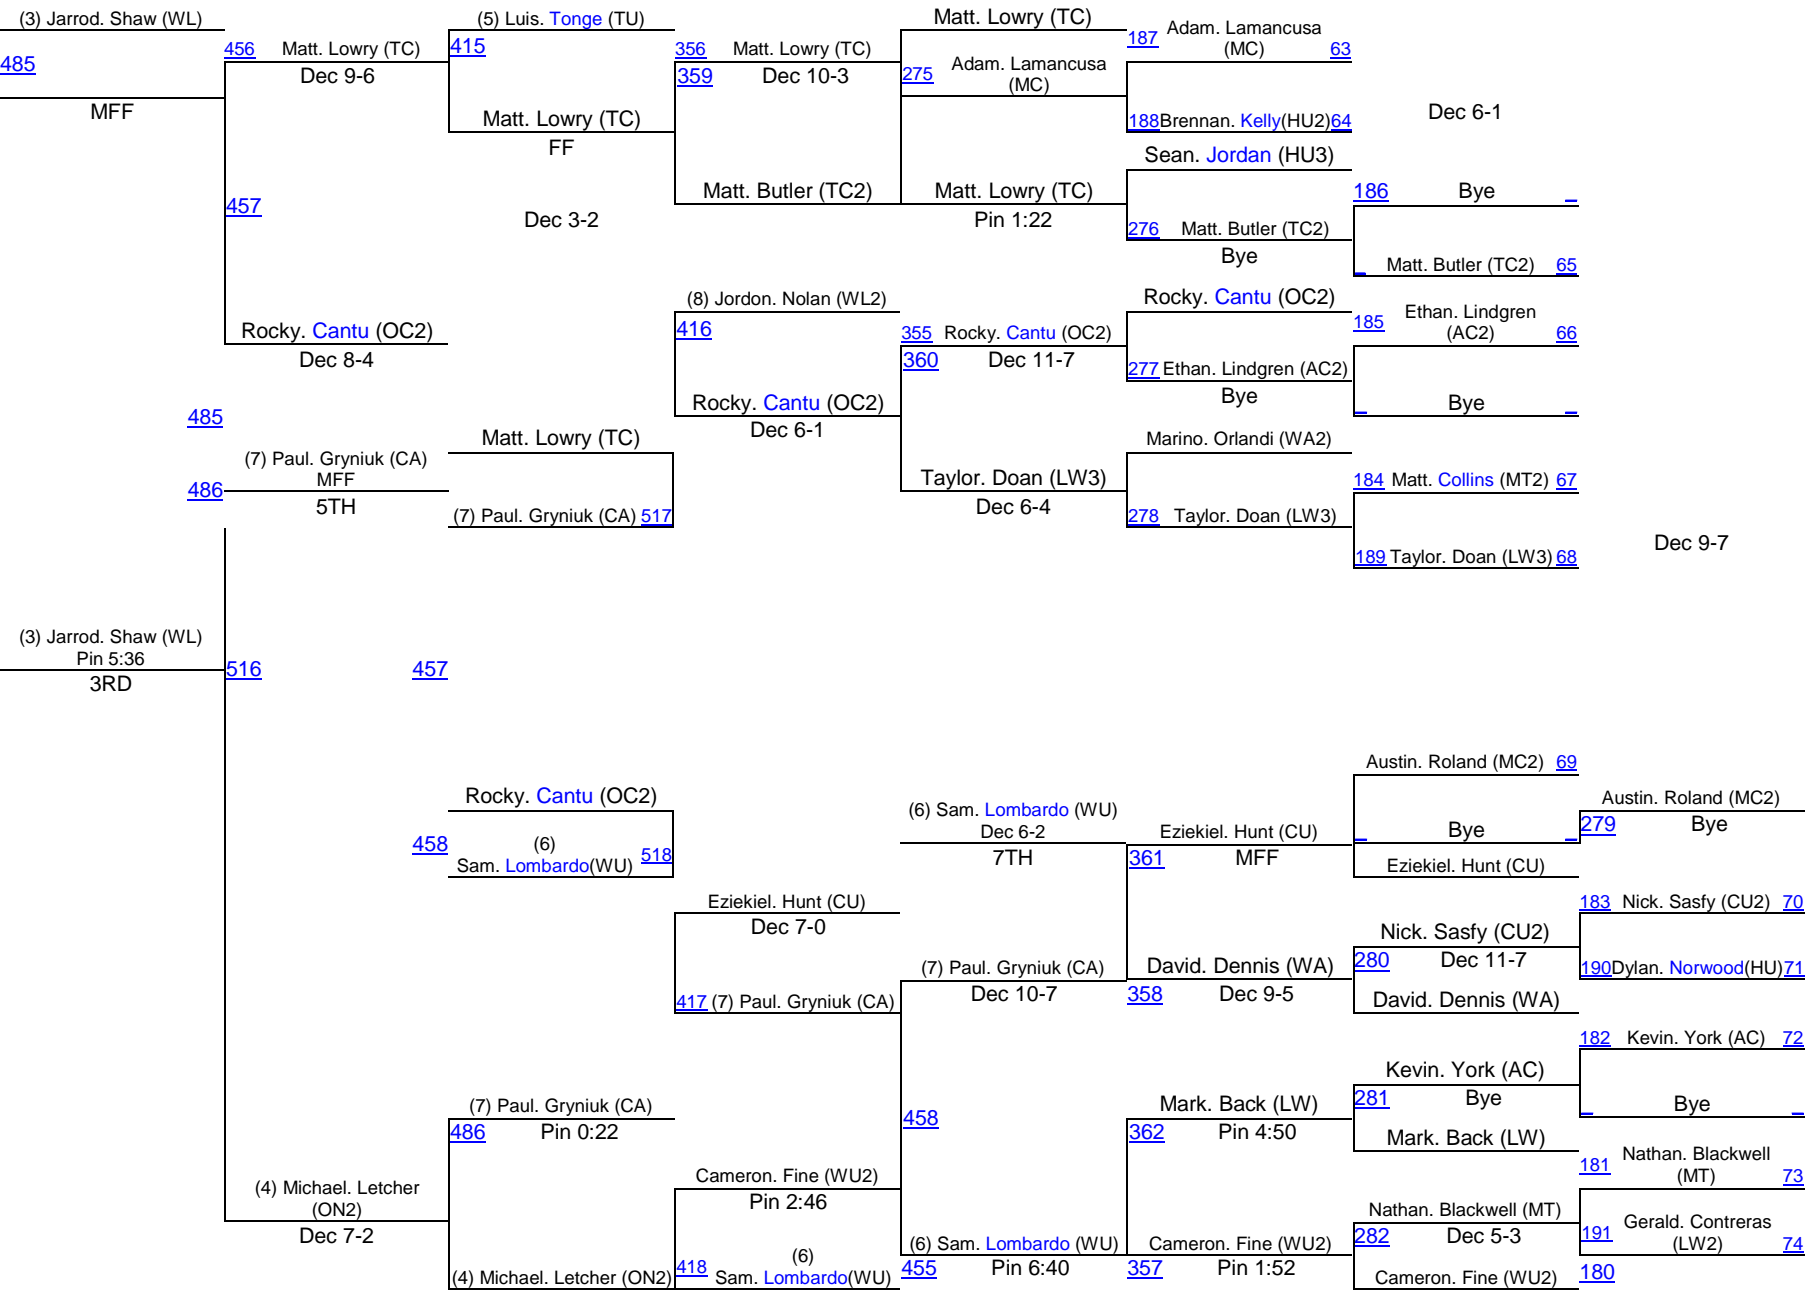 (3) Jarrod. Shaw (WL)
(5) Luis. Tonge (TU)
Matt. Lowry (TC)
485
456 Matt. Lowry (TC)
Dec 9-6
415
356 Matt. Lowry (TC)
359 Dec 10-3
275 Adam. Lamancusa
(MC)
187 Adam. Lamancusa
(MC) 63
MFF
Matt. Lowry (TC)
FF
188 Brennan. Kelly(HU2) 64
Dec 6-1
Sean. Jordan (HU3)
457
Dec 3-2
Matt. Butler (TC2)
Matt. Lowry (TC)
Pin 1:22
186 Bye _
276 Matt. Butler (TC2)
Bye
_ Matt. Butler (TC2) 65
(8) Jordon. Nolan (WL2)
Rocky. Cantu (OC2)
Rocky. Cantu (OC2)
Dec 8-4
416
355 Rocky. Cantu (OC2)
360 Dec 11-7
185 Ethan. Lindgren
(AC2) 66
277 Ethan. Lindgren (AC2)
Bye
485
Rocky. Cantu (OC2)
Dec 6-1
_ Bye _
Matt. Lowry (TC)
Marino. Orlandi (WA2)
(7) Paul. Gryniuk (CA)
MFF
486
5TH
Taylor. Doan (LW3)
Dec 6-4
184 Matt. Collins (MT2) 67
(7) Paul. Gryniuk (CA) 517
278 Taylor. Doan (LW3)
Dec 9-7
189 Taylor. Doan (LW3) 68
(3) Jarrod. Shaw (WL)
Pin 5:36
3RD
516
457
Austin. Roland (MC2) 69
Rocky. Cantu (OC2)
(6) Sam. Lombardo (WU)
Dec 6-2
7TH
Austin. Roland (MC2)
279 Bye
458
(6)
Sam. Lombardo(WU) 518
Eziekiel. Hunt (CU)
361 MFF
_ Bye _
Eziekiel. Hunt (CU)
Eziekiel. Hunt (CU)
Dec 7-0
183 Nick. Sasfy (CU2) 70
Nick. Sasfy (CU2)
280 Dec 11-7
(7) Paul. Gryniuk (CA)
Dec 10-7
David. Dennis (WA)
358 Dec 9-5
190 Dylan. Norwood(HU) 71
417 (7) Paul. Gryniuk (CA)
David. Dennis (WA)
182 Kevin. York (AC) 72
Kevin. York (AC)
281 Bye
(7) Paul. Gryniuk (CA)
486 Pin 0:22
458
Mark. Back (LW)
362 Pin 4:50
_ Bye _
Mark. Back (LW)
181 Nathan. Blackwell
(MT) 73
(4) Michael. Letcher
(ON2)
Dec 7-2
Cameron. Fine (WU2)
Pin 2:46
Nathan. Blackwell (MT)
282 Dec 5-3
191 Gerald. Contreras
(LW2) 74
(4) Michael. Letcher (ON2)
418 (6)
Sam. Lombardo(WU)
(6) Sam. Lombardo (WU)
455 Pin 6:40
Cameron. Fine (WU2)
357 Pin 1:52
Cameron. Fine (WU2)
180